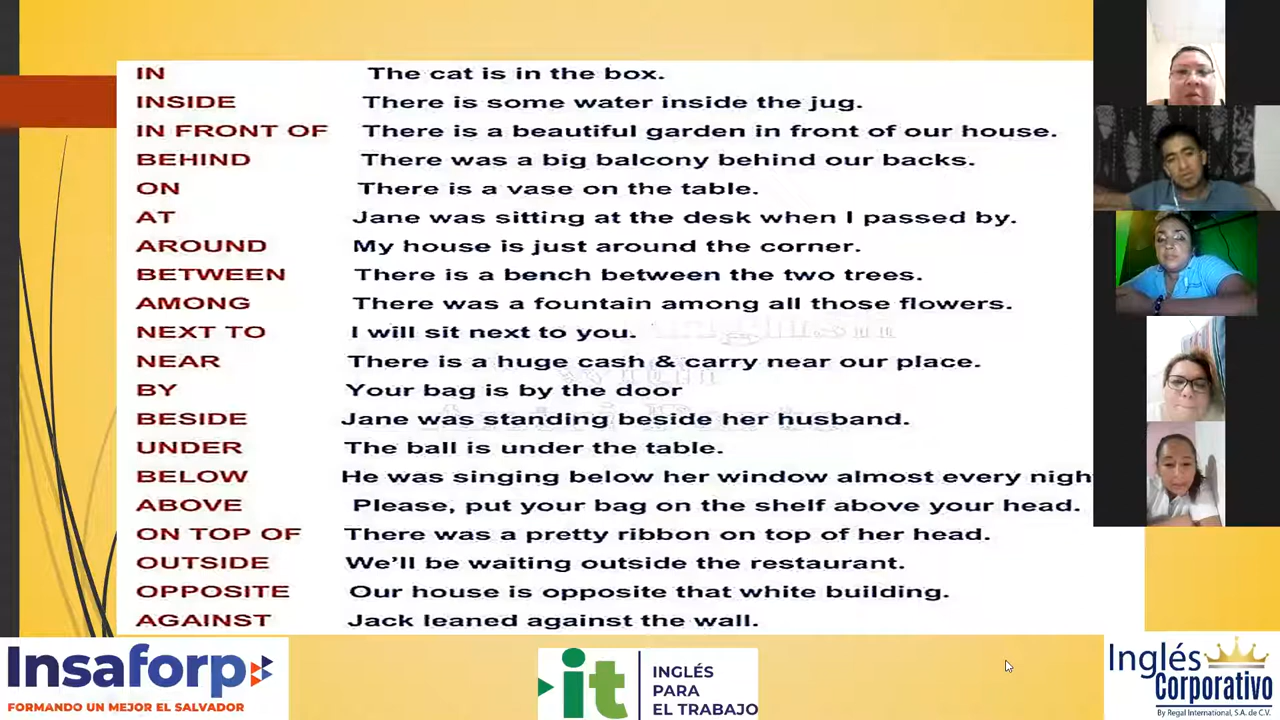 IN The cat is in the box.
INSIDE There is some water inside the jug.
IN FRONT OF There is a beautiful garden in front of our house.
BEHIND There was a big balcony behind our backs.
ON There is a vase on the table.
AT Jane was sitting at the desk when I passed by.
AROUND My house is just around the corner.
BETWEEN There is a bench between the two trees.
AMONG There was a fountain among all those flowers.
NEXT TO I will sit next to you.
NEAR There is a huge cash & carry near our place.
BY Your bag is by the door
BESIDE Jane was standing beside her husband.
UNDER The ball is under the table.
BELOW He was singing below her window almost every nigh
ABOVE Please, put your bag on the shelf above your head.
ON TOP OF There was a pretty ribbon on top of her head.
OUTSIDE We'll be waiting outside the restaurant.
OPPOSITE Our house is opposite that white building.
AGAINST Jack leaned against the wall.
Insaforp
FORMANDO UN MEJOR EL SALVADOR
it
INGLÉS
PARA
EL TRABAJO
Inglés
Corporativo
By Regal International, S.A. de C.V.